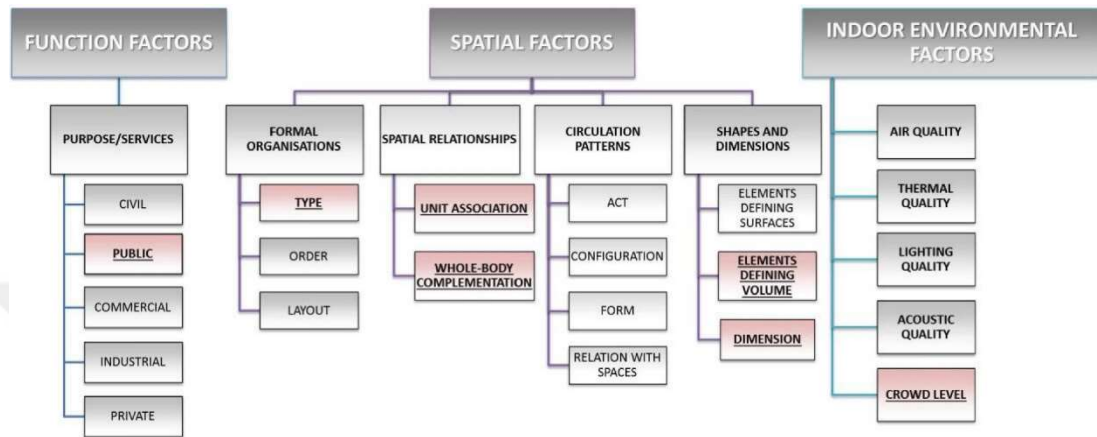 FUNCTION FACTORS
PURPOSE/SERVICES
CIVIL
PUBLIC
COMMERCIAL
INDUSTRIAL
PRIVATE
SPATIAL FACTORS
FORMAL
ORGANISATIONS
TYPE
ORDER
LAYOUT
SPATIAL RELATIONSHIPS
UNIT ASSOCIATION
WHOLE-BODY
COMPLEMENTATION
CIRCULATION
PATTERNS
ACT
CONFIGURATION
FORM
RELATION WITH
SPACES
SHAPES AND
DIMENSIONS
ELEMENTS
DEFINING
SURFACES
ELEMENTS
DEFINING
VOLUME
DIMENSION
INDOOR ENVIRONMENTAL
FACTORS
AIR QUALITY
THERMAL
QUALITY
LIGHTING
QUALITY
ACOUSTIC
QUALITY
CROWD LEVEL